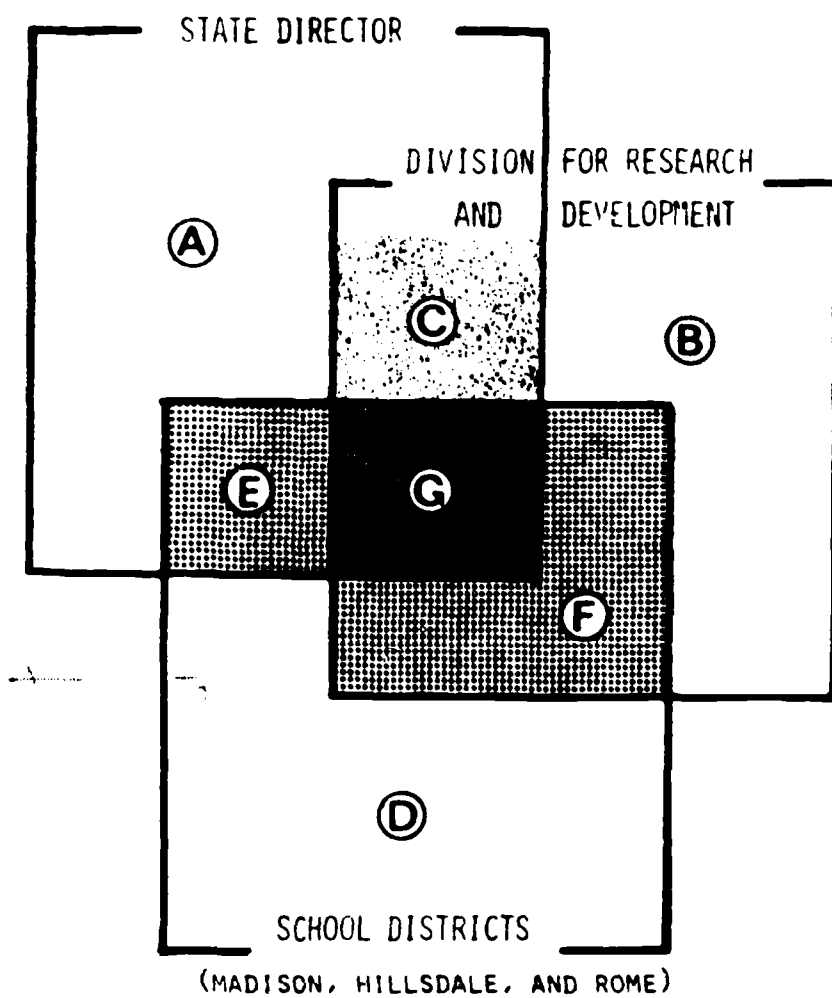 STATE DIRECTOR
DIVISION FOR RESEARCH
AND DEVELOPMENT
A
C
B
E
G
F
D
SCHOOL DISTRICTS
(MADISON, HILLSDALE, AND ROME)